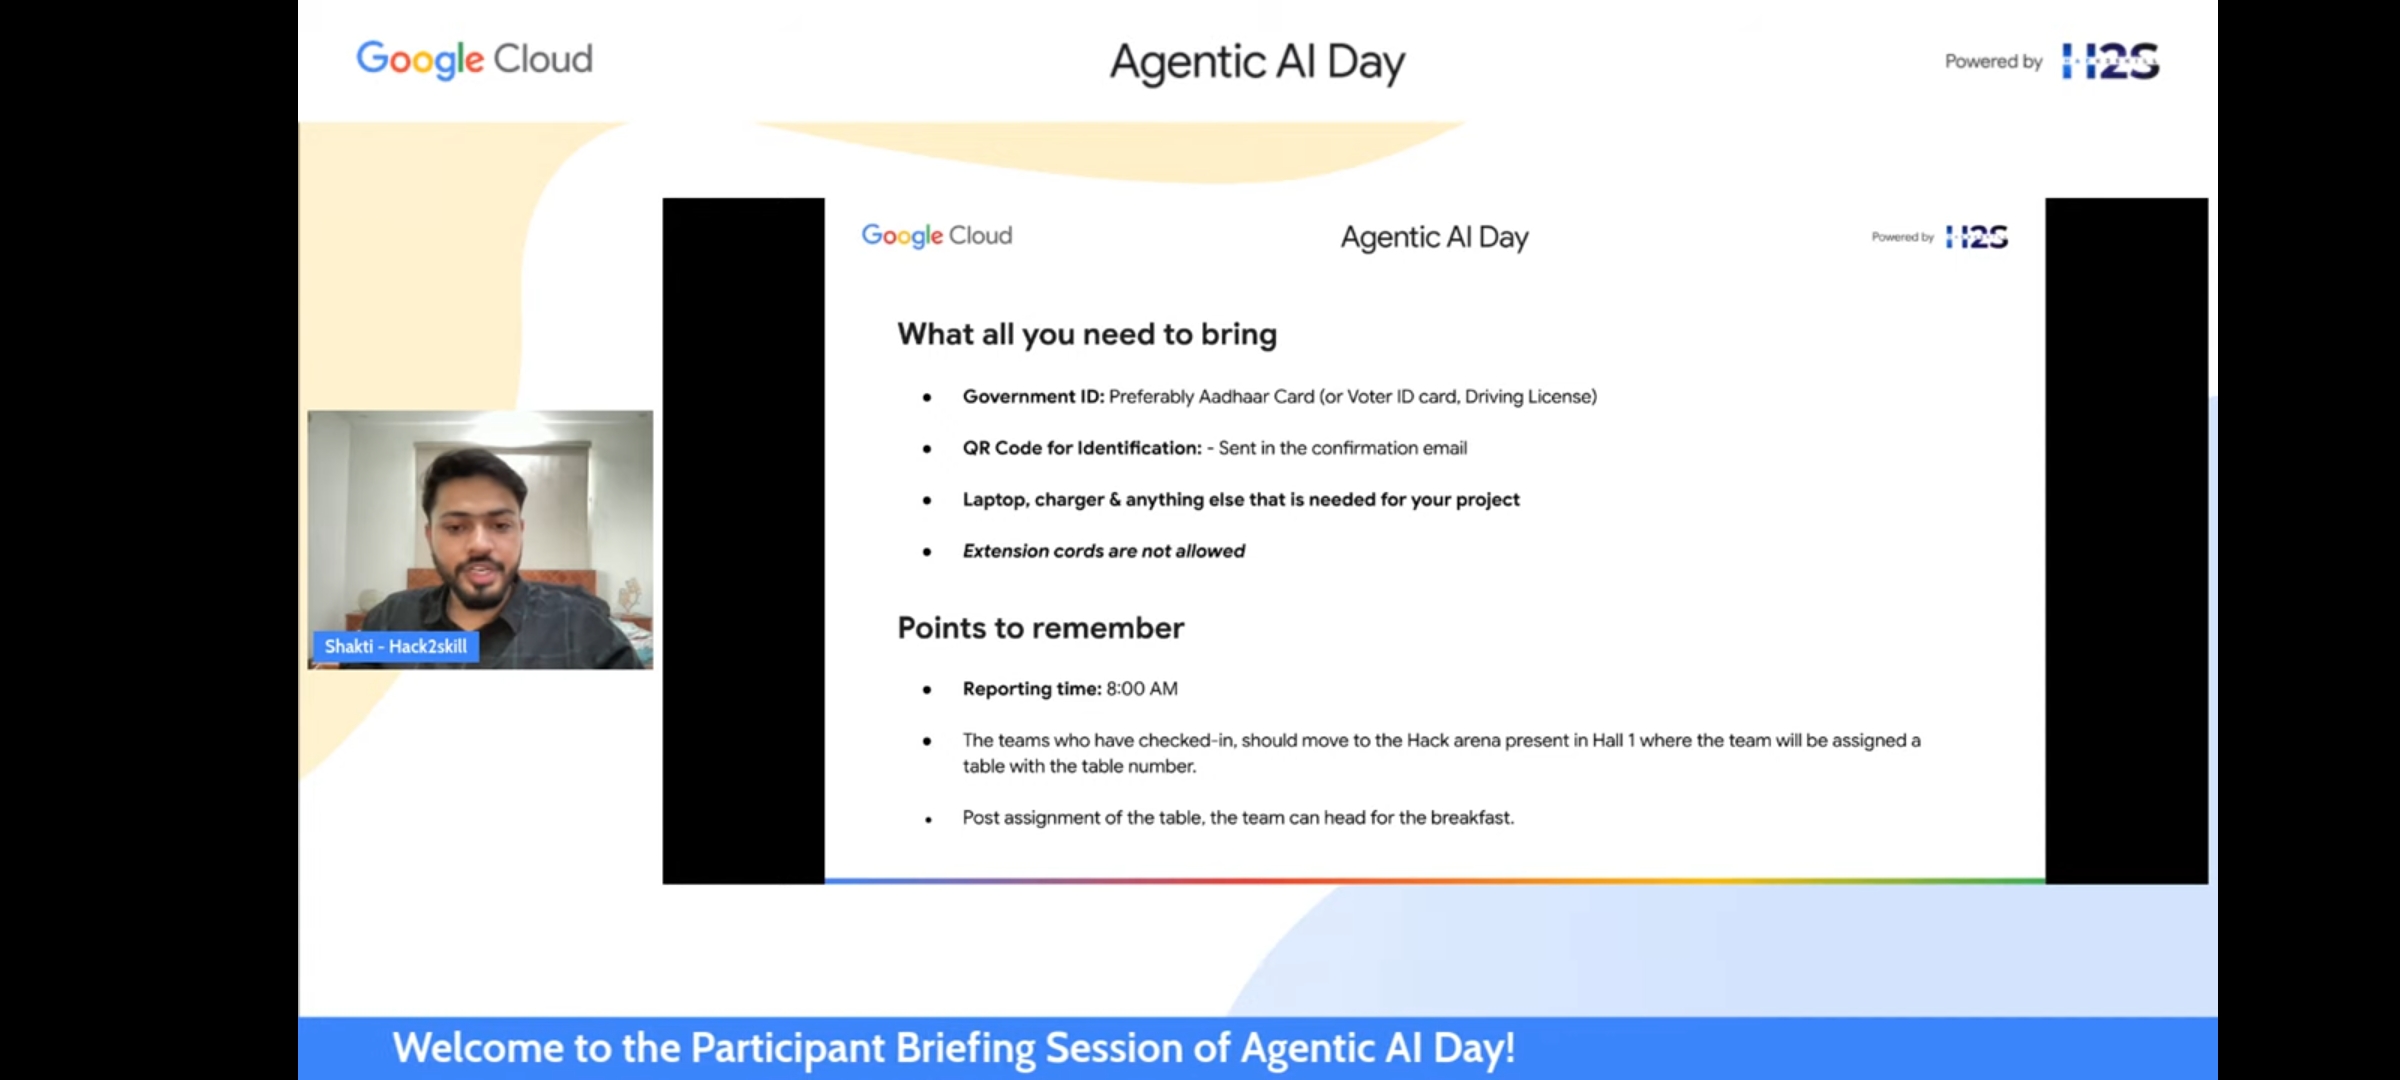 Google Cloud
Agentic AI Day
Powered by H2S
Google Cloud
Agentic AI Day
Powered by H2S
What all you need to bring
• Government ID: Preferably Aadhaar Card (or Voter ID card, Driving License)
• QR Code for Identification: - Sent in the confirmation email
• Laptop, charger & anything else that is needed for your project
• Extension cords are not allowed
Points to remember
• Reporting time: 8:00 AM
• The teams who have checked-in, should move to the Hack arena present in Hall 1 where the team will be assigned a
table with the table number.
• Post assignment of the table, the team can head for the breakfast.
Shakti - Hack2skill
Welcome to the Participant Briefing Session of Agentic AI Day!